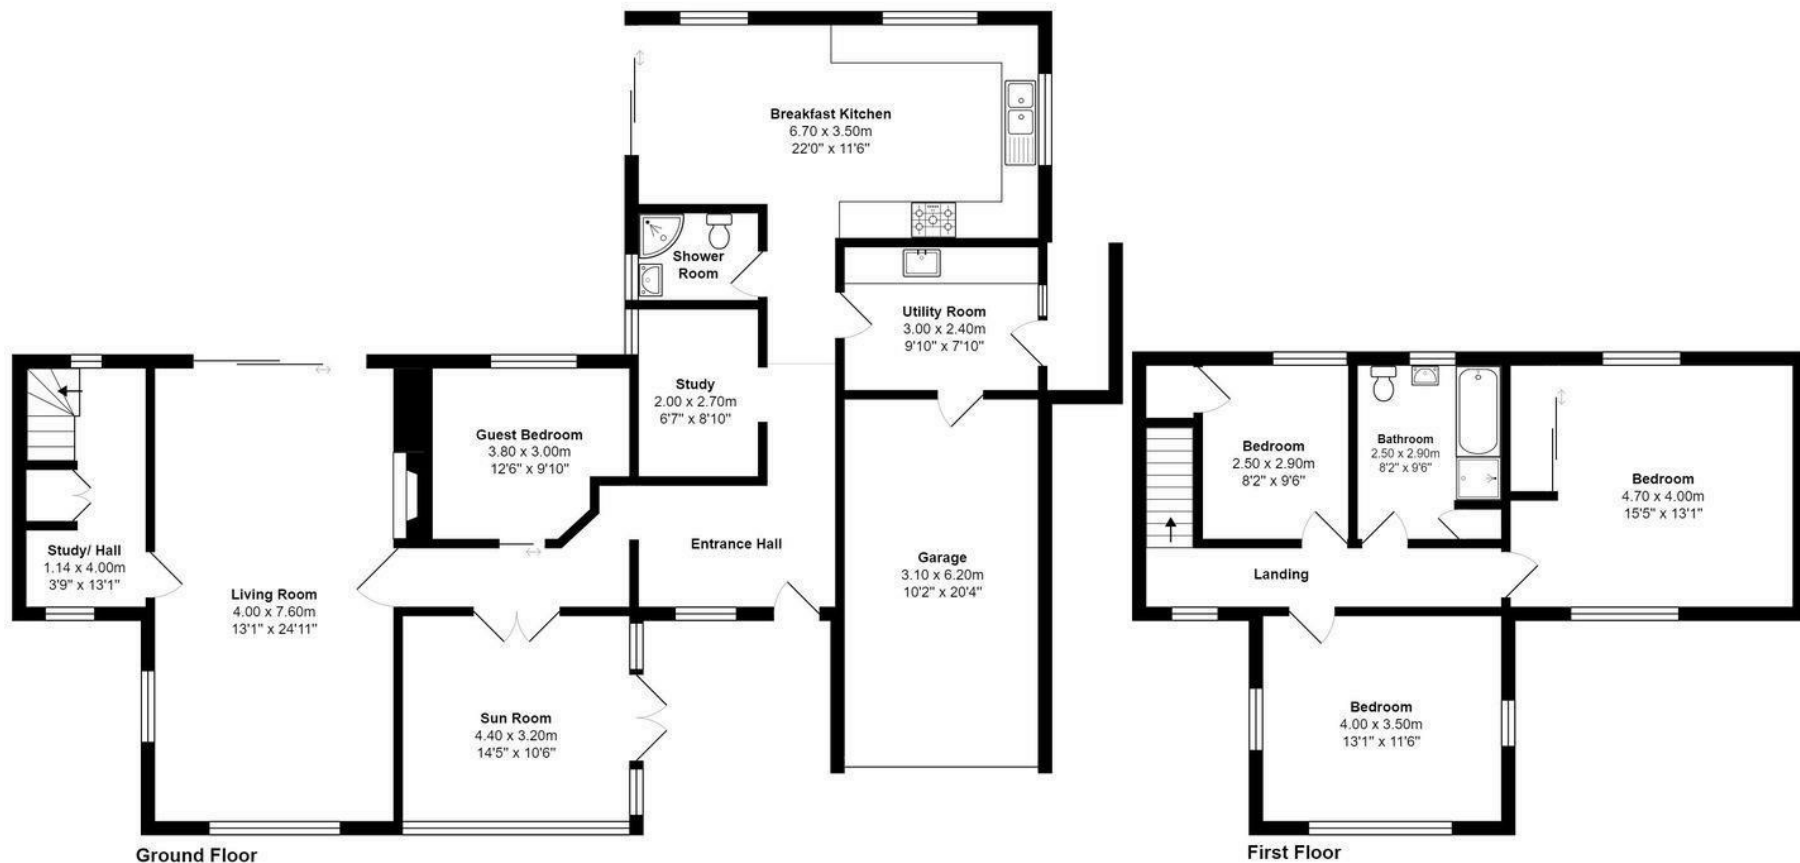 Breakfast Kitchen
6.70 x 3.50m
22'0" x 11'6"
Shower
Room
Utility Room
3.00 x 2.40m
9'10" x 7'10"
Study
2.00 x 2.70m
6'7" x 8'10"
Guest Bedroom
3.80 x 3.00m
12'6" x 9'10"
Entrance Hall
Study/ Hall
1.14 x 4.00m
3'9" x 13'1"
Living Room
4.00 x 7.60m
13'1" x 24'11"
Garage
3.10 x 6.20m
10'2" x 20'4"
Sun Room
4.40 x 3.20m
14'5" x 10'6"
Ground Floor
Bedroom
2.50 x 2.90m
8'2" x 9'6"
Bathroom
2.50 x 2.90m
8'2" x 9'6"
Bedroom
4.70 x 4.00m
15'5" x 13'1"
Landing
Bedroom
4.00 x 3.50m
13'1" x 11'6"
First Floor